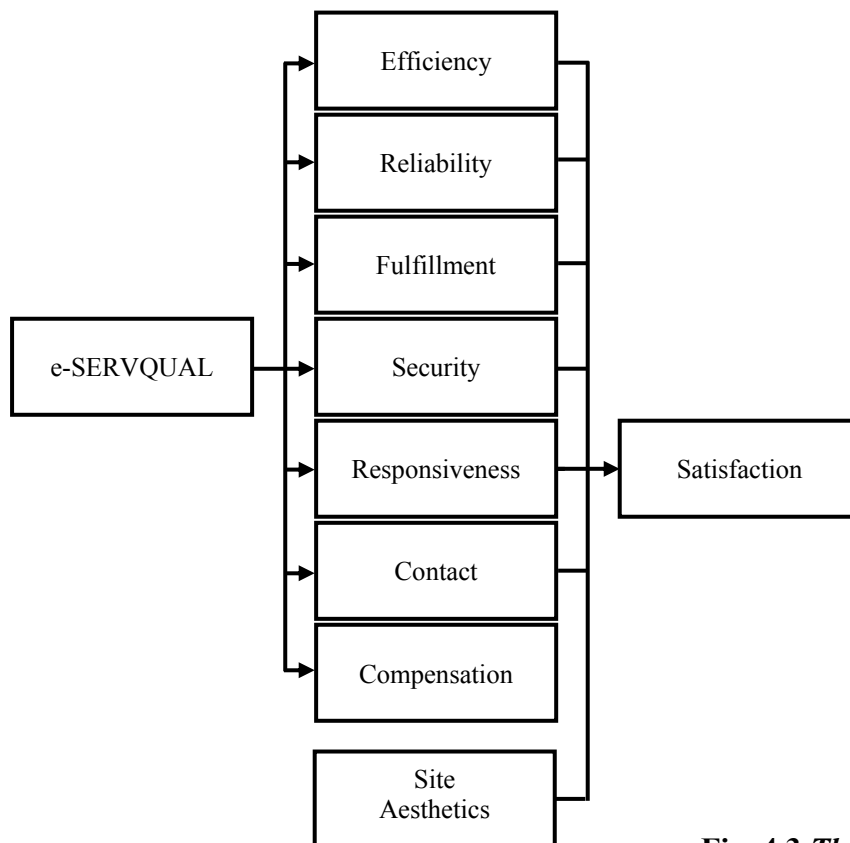 Efficiency
Reliability
Fulfillment
e-SERVQUAL
Security
Responsiveness
Satisfaction
Contact
Compensation
Site
Aesthetics